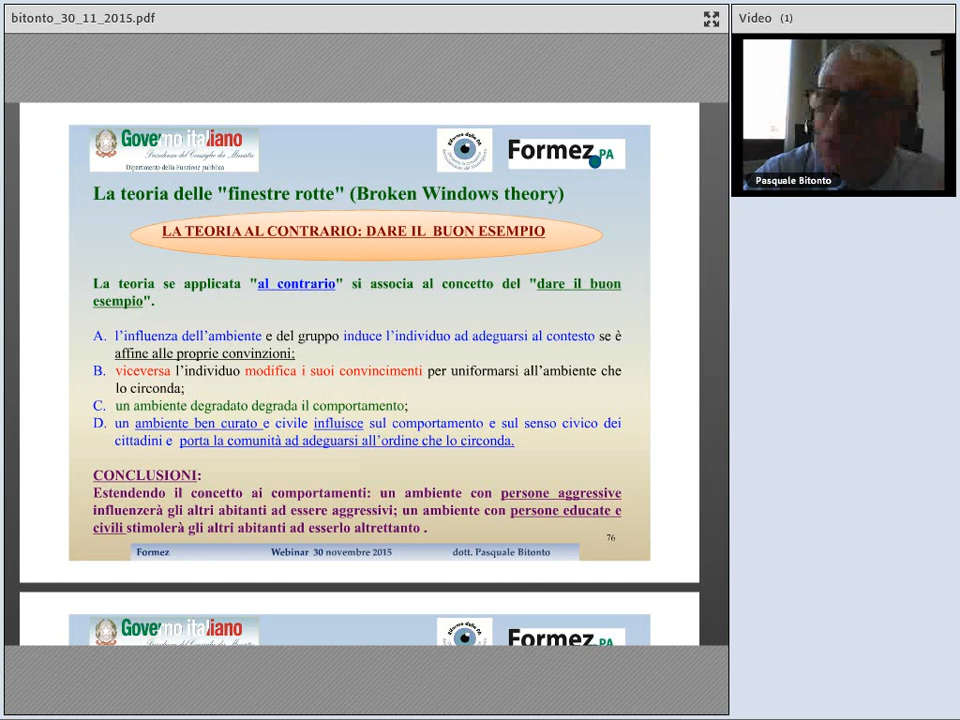 bitonto_30_11_2015.pdf
Video (1)
Pasquale Bitonto
Governo italiano
Presidenza del Consiglio dei Ministri
Dipartimento della Funzione pubblica
Formez PA
La teoria delle "finestre rotte" (Broken Windows theory)
LA TEORIA AL CONTRARIO: DARE IL BUON ESEMPIO
La teoria se applicata "al contrario" si associa al concetto del "dare il buon
esempio".
A. l'influenza dell'ambiente e del gruppo induce l'individuo ad adeguarsi al contesto se è
affine alle proprie convinzioni;
B. viceversa l'individuo modifica i suoi convincimenti per uniformarsi all'ambiente che
lo circonda;
C. un ambiente degradato degrada il comportamento;
D. un ambiente ben curato e civile influisce sul comportamento e sul senso civico dei
cittadini e porta la comunità ad adeguarsi all'ordine che lo circonda.
CONCLUSIONI:
Estendendo il concetto ai comportamenti: un ambiente con persone aggressive
influenzerà gli altri abitanti ad essere aggressivi; un ambiente con persone educate e
civili stimolerà gli altri abitanti ad esserlo altrettanto .
76
Formez Webinar 30 novembre 2015 dott. Pasquale Bitonto
Governo italiano
Formez PA